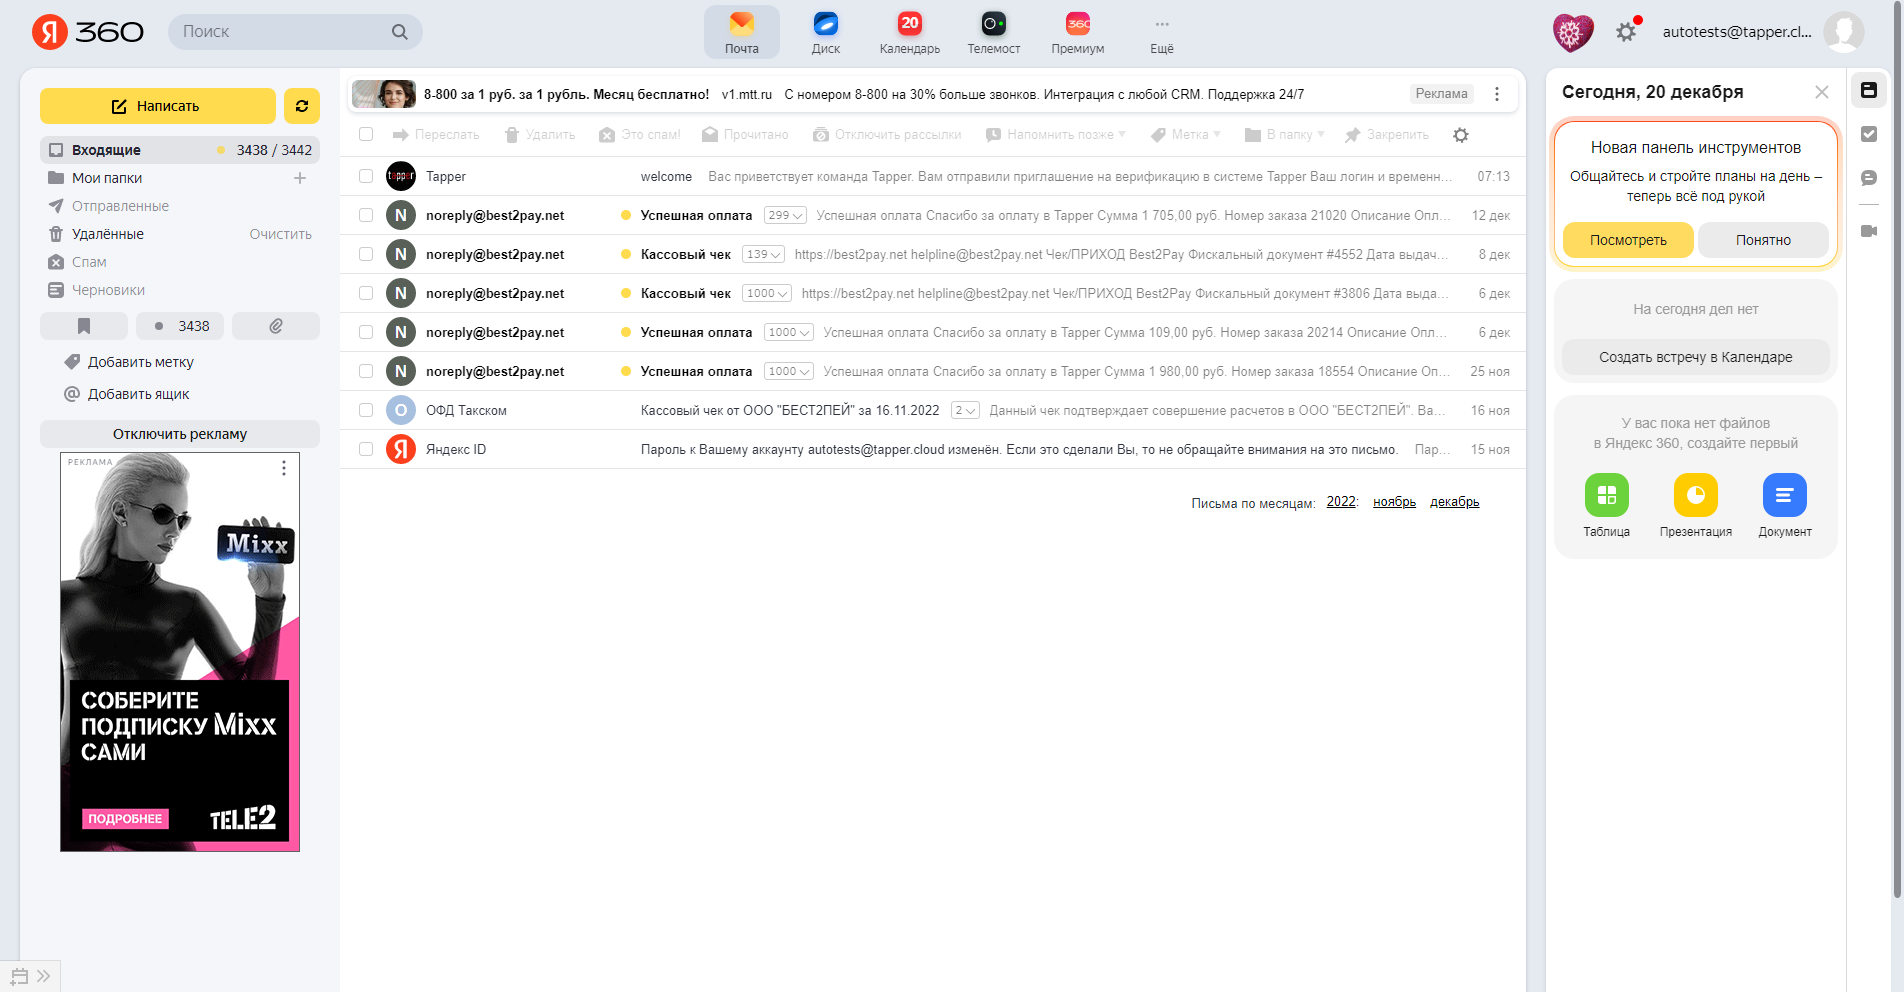 Я 360
Поиск
Почта
Диск
20
Календарь
Телемост
360
Премиум
Ещё
autotests@tapper.cl...
Написать
Входящие 3438 / 3442
Мои папки
Отправленные
Удалённые Очистить
Спам
Черновики
3438
Добавить метку
Добавить ящик
Отключить рекламу
РЕКЛАМА
Mixx
СОБЕРИТЕ
ПОДПИСКУ Mixx
САМИ
ПОДРОБНЕЕ
TELE2
8-800 за 1 руб. за 1 рубль. Месяц бесплатно! v1.mtt.ru С номером 8-800 на 30% больше звонков. Интеграция с любой CRM. Поддержка 24/7 Реклама
Переслать Удалить Это спам! Прочитано Отключить рассылки Напомнить позже Метка В папку Закрепить
tapper Tapper welcome Вас приветствует команда Tapper. Вам отправили приглашение на верификацию в системе Tapper Ваш логин и временн... 07:13
N noreply@best2pay.net Успешная оплата 299 Успешная оплата Спасибо за оплату в Tapper Сумма 1 705,00 руб. Номер заказа 21020 Описание Опл... 12 дек
N noreply@best2pay.net Кассовый чек 139 https://best2pay.net helpline@best2pay.net Чек/ПРИХОД Best2Pay Фискальный документ #4552 Дата выдач... 8 дек
N noreply@best2pay.net Кассовый чек 1000 https://best2pay.net helpline@best2pay.net Чек/ПРИХОД Best2Pay Фискальный документ #3806 Дата выда... 6 дек
N noreply@best2pay.net Успешная оплата 1000 Успешная оплата Спасибо за оплату в Tapper Сумма 109,00 руб. Номер заказа 20214 Описание Опл... 6 дек
N noreply@best2pay.net Успешная оплата 1000 Успешная оплата Спасибо за оплату в Tapper Сумма 1 980,00 руб. Номер заказа 18554 Описание Оп... 25 ноя
О ОФД Такском Кассовый чек от ООО "БЕСТ2ПЕЙ" за 16.11.2022 2 Данный чек подтверждает совершение расчетов в ООО "БЕСТ2ПЕЙ". Ва... 16 ноя
Я Яндекс ID Пароль к Вашему аккаунту autotests@tapper.cloud изменён. Если это сделали Вы, то не обращайте внимания на это письмо. Пар... 15 ноя
Письма по месяцам: 2022: ноябрь декабрь
Сегодня, 20 декабря
Новая панель инструментов
Общайтесь и стройте планы на день –
теперь всё под рукой
Посмотреть Понятно
На сегодня дел нет
Создать встречу в Календаре
У вас пока нет файлов
в Яндекс 360, создайте первый
Таблица Презентация Документ